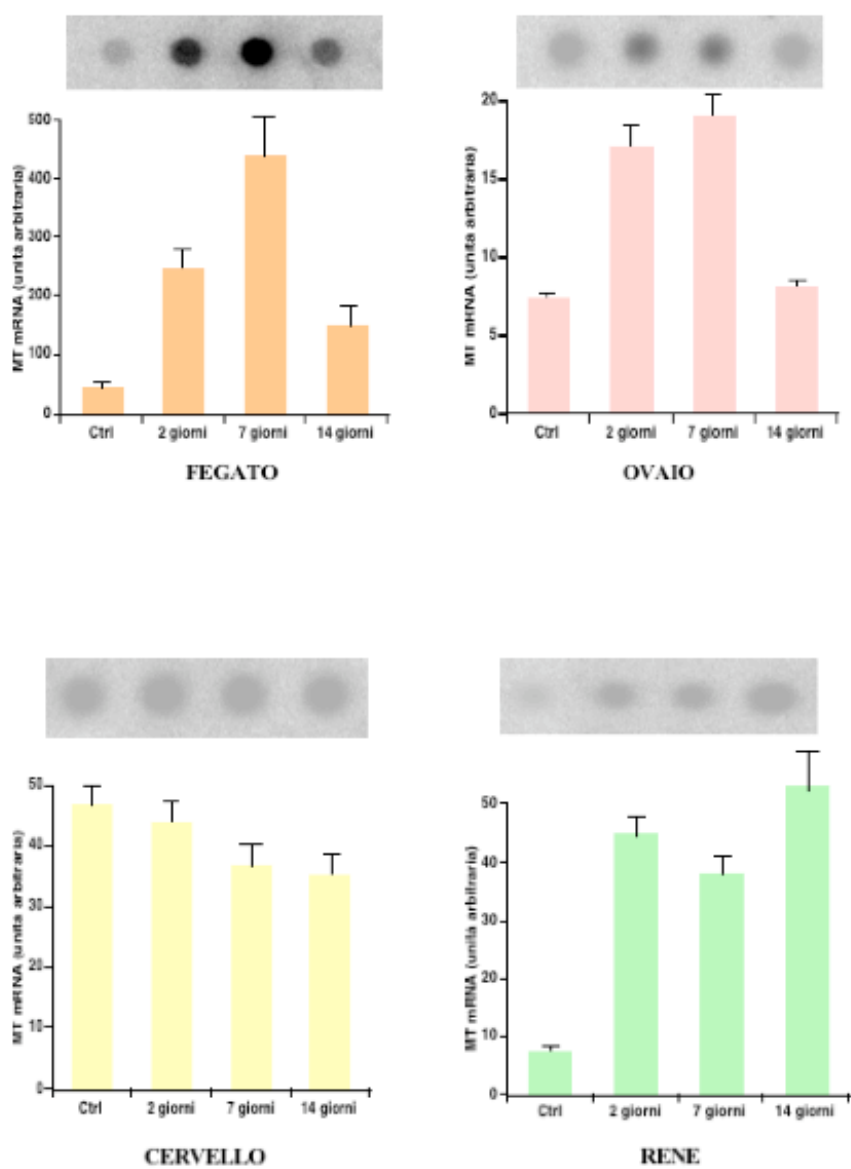 MT mRNA (unita arbitraria)
500
400
300
200
100
0
Ctrl 2 giorni 7 giorni 14 giorni
FEGATO
MT mRNA (unita arbitraria)
20
15
10
5
0
Ctrl 2 giorni 7 giorni 14 giorni
OVAIO
MT mRNA (unita arbitraria)
50
40
30
20
10
0
Ctrl 2 giorni 7 giorni 14 giorni
CERVELLO
MT mRNA (unità arbitraria)
50
40
30
20
10
0
Ctrl 2 giorni 7 giorni 14 giorni
RENE